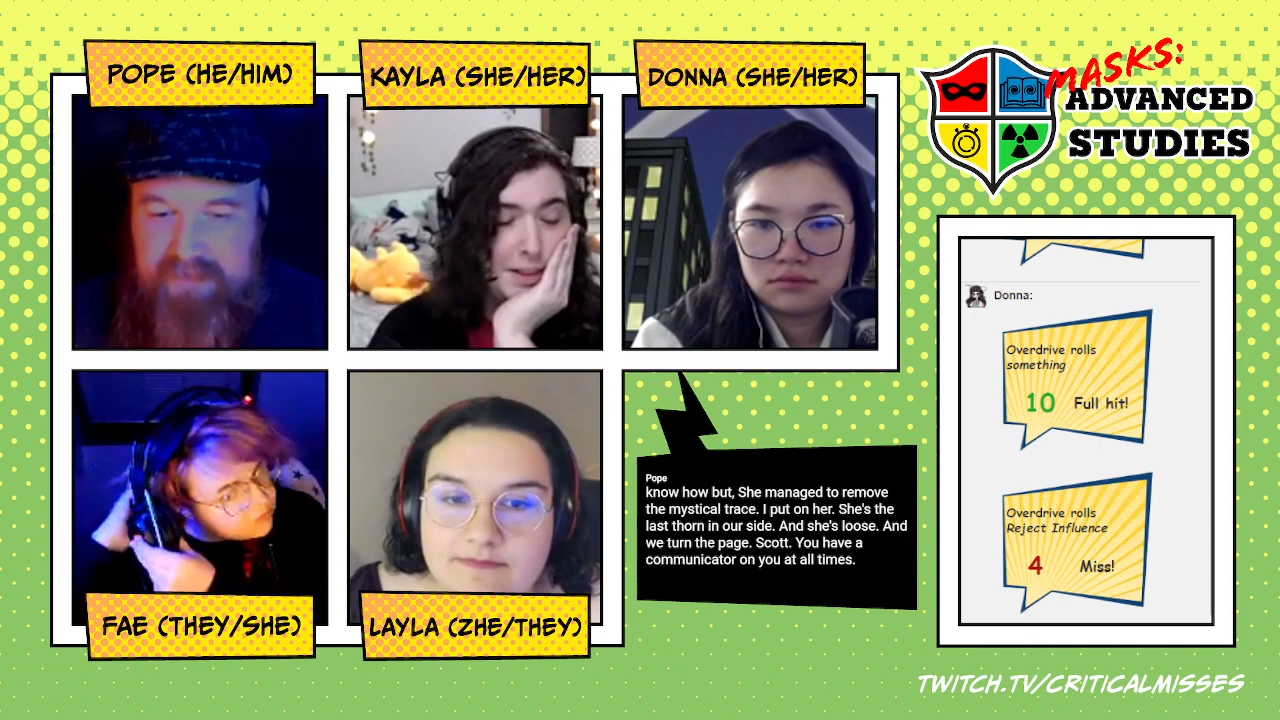 POPE (HE/HIM)
KAYLA (SHE/HER)
DONNA (SHE/HER)
MASKS:
ADVANCED
STUDIES
Donna:
Overdrive rolls
something
10 Full hit!
Overdrive rolls
Reject Influence
4 Miss!
Pope
know how but, She managed to remove
the mystical trace. I put on her. She's the
last thorn in our side. And she's loose. And
we turn the page. Scott. You have a
communicator on you at all times.
FAE (THEY/SHE)
LAYLA (ZHE/THEY)
TWITCH.TV/CRITICALMISSES